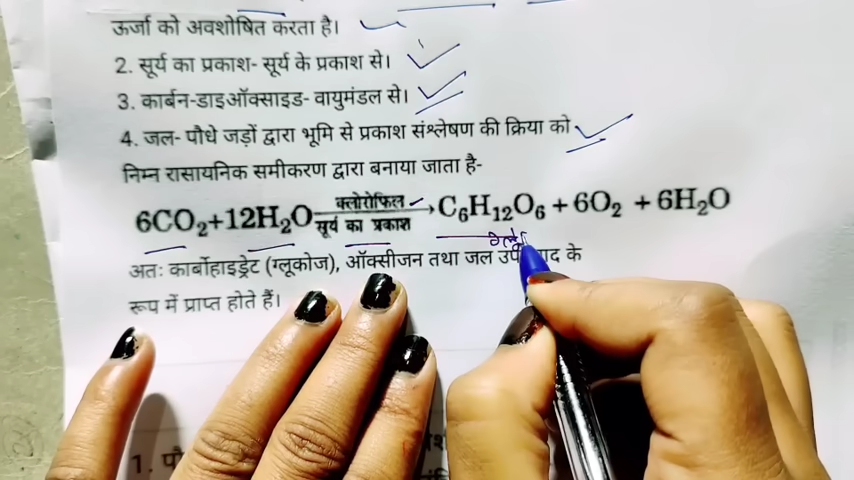 ऊर्जा को अवशोषित करता है।
2. सूर्य का प्रकाश- सूर्य के प्रकाश से।
3. कार्बन-डाइऑक्साइड- वायुमंडल से।
4. जल- पौधे जड़ों द्वारा भूमि से प्रकाश संश्लेषण की क्रिया को
निम्न रासायनिक समीकरण द्वारा बनाया जाता है-
6CO₂+12H₂O क्लोरोफिल सूर्य का प्रकाश → C₆H₁₂O₆ + 6O₂ + 6H₂O
अतः कार्बोहाइड्रेट (ग्लूकोज), ऑक्सीजन तथा जल के
रूप में प्राप्त होते हैं।
1.